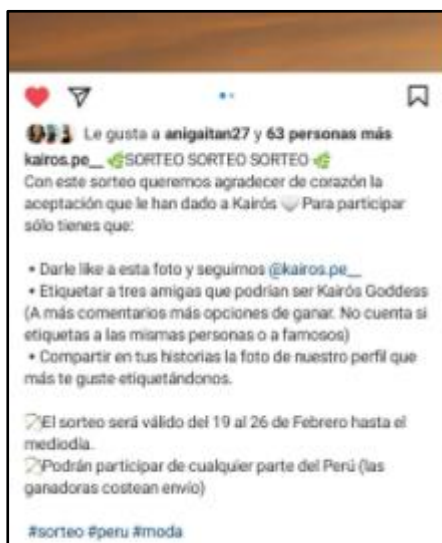 Le gusta a anigaitan27 y 63 personas más
kairos.pe__ 🌿SORTEO SORTEO SORTEO 🌿
Con este sorteo queremos agradecer de corazón la
aceptación que le han dado a Kairós 🤍 Para participar
sólo tienes que:
• Darle like a esta foto y seguirnos @kairos.pe__
• Etiquetar a tres amigas que podrían ser Kairós Goddess
(A más comentarios más opciones de ganar. No cuenta si
etiquetas a las mismas personas o a famosos)
• Compartir en tus historias la foto de nuestro perfil que
más te guste etiquetándonos.
🏹El sorteo será válido del 19 al 26 de Febrero hasta el
mediodía.
🏹Podrán participar de cualquier parte del Perú (las
ganadoras costean envío)
#sorteo #peru #moda